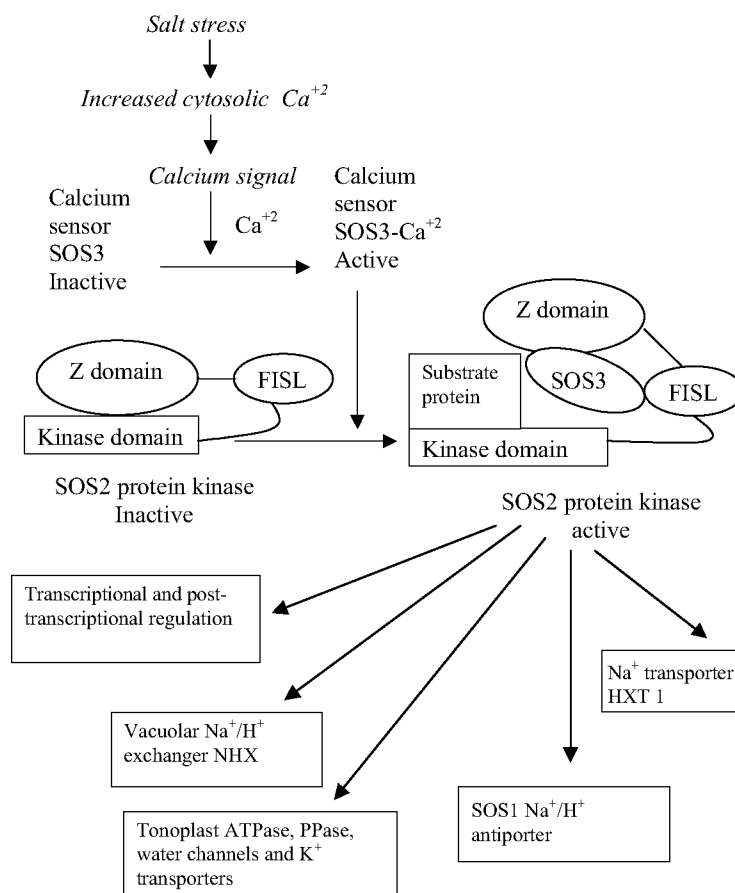 Salt stress
Increased cytosolic Ca⁺²
Calcium signal
Ca⁺²
Calcium
sensor
SOS3
Inactive
Calcium
sensor
SOS3-Ca⁺²
Active
Z domain
FISL
Kinase domain
SOS2 protein kinase
Inactive
Z domain
Substrate
protein
SOS3
FISL
Kinase domain
SOS2 protein kinase
active
Transcriptional and post-
transcriptional regulation
Vacuolar Na⁺/H⁺
exchanger NHX
Tonoplast ATPase, PPase,
water channels and K⁺
transporters
SOS1 Na⁺/H⁺
antiporter
Na⁺ transporter
HXT 1